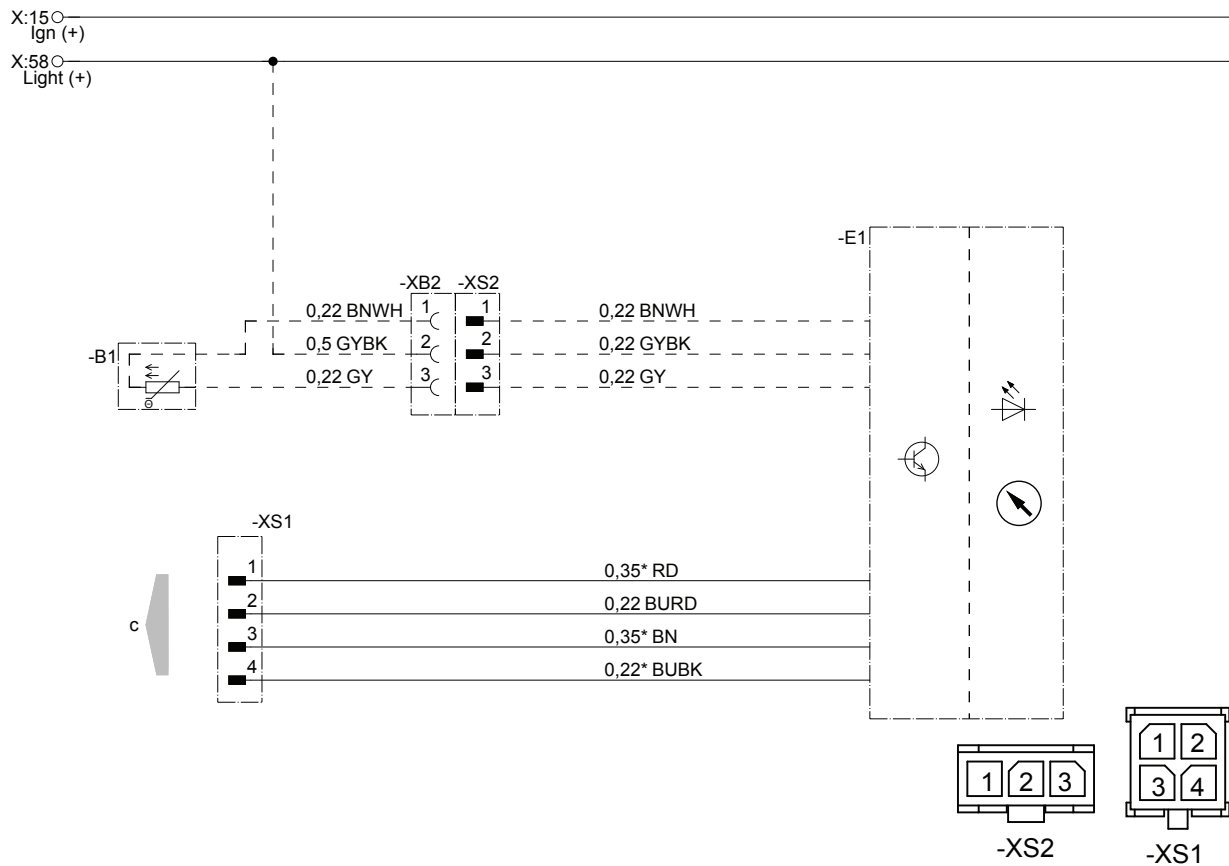 X:15
Ign (+)
X:58
Light (+)
-E1
-XB2 -XS2
0,22 BNWH 1 1 0,22 BNWH
0,5 GYBK 2 2 0,22 GYBK
-B1
0,22 GY 3 3 0,22 GY
Θ
-XS1
1 0,35* RD
2 0,22 BURD
c
3 0,35* BN
4 0,22* BUBK
1 2
3 4
1 2 3
-XS2
-XS1